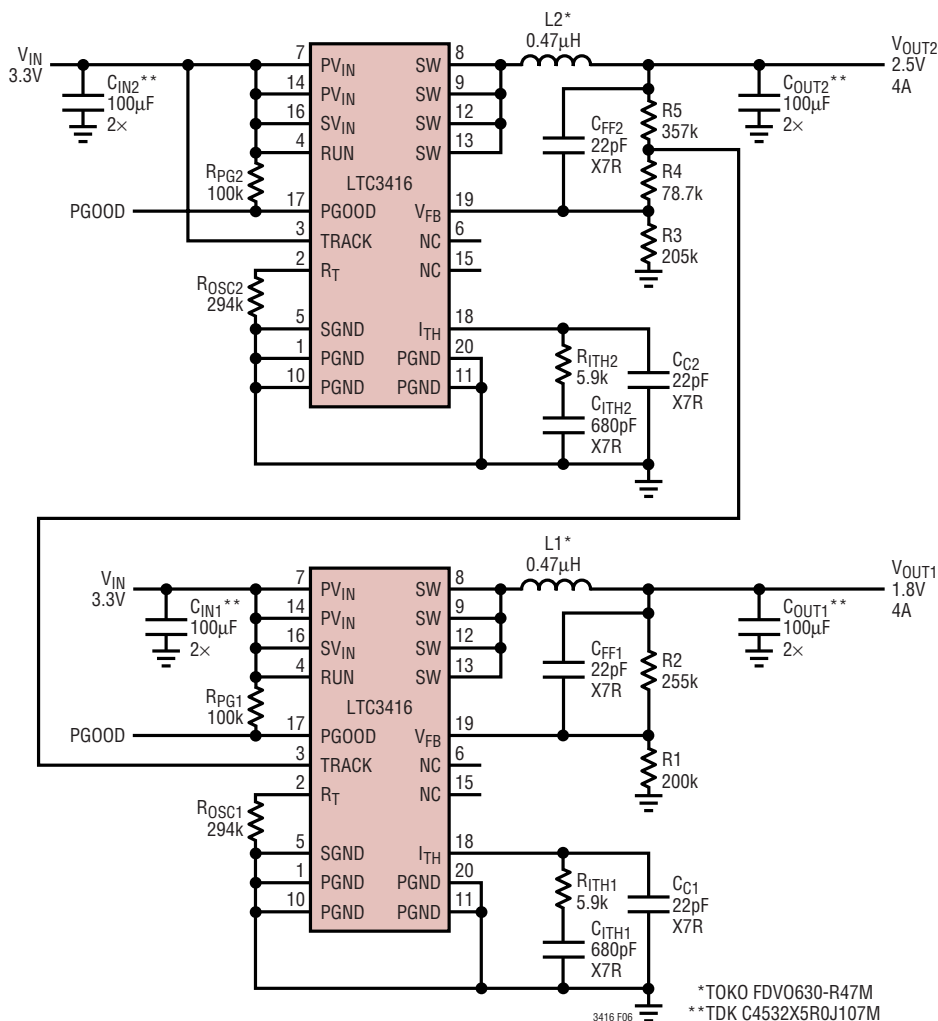 L2*
0.47µH
VIN
3.3V
CIN2**
100µF
2×
7 PVIN SW 8
14 PVIN SW 9
16 SVIN SW 12
4 RUN SW 13
RPG2
100k
LTC3416
PGOOD
17 PGOOD VFB 19
3 TRACK NC 6
2 RT NC 15
ROSC2
294k
5 SGND ITH 18
1 PGND PGND 20
10 PGND PGND 11
CFF2
22pF
X7R
R5
357k
R4
78.7k
R3
205k
COUT2**
100µF
2×
VOUT2
2.5V
4A
RITH2
5.9k
CITH2
680pF
X7R
CC2
22pF
X7R
L1*
0.47µH
VIN
3.3V
CIN1**
100µF
2×
7 PVIN SW 8
14 PVIN SW 9
16 SVIN SW 12
4 RUN SW 13
RPG1
100k
LTC3416
PGOOD
17 PGOOD VFB 19
3 TRACK NC 6
2 RT NC 15
ROSC1
294k
5 SGND ITH 18
1 PGND PGND 20
10 PGND PGND 11
CFF1
22pF
X7R
R2
255k
R1
200k
COUT1**
100µF
2×
VOUT1
1.8V
4A
RITH1
5.9k
CITH1
680pF
X7R
CC1
22pF
X7R
*TOKO FDVO630-R47M
**TDK C4532X5R0J107M
3416 F06